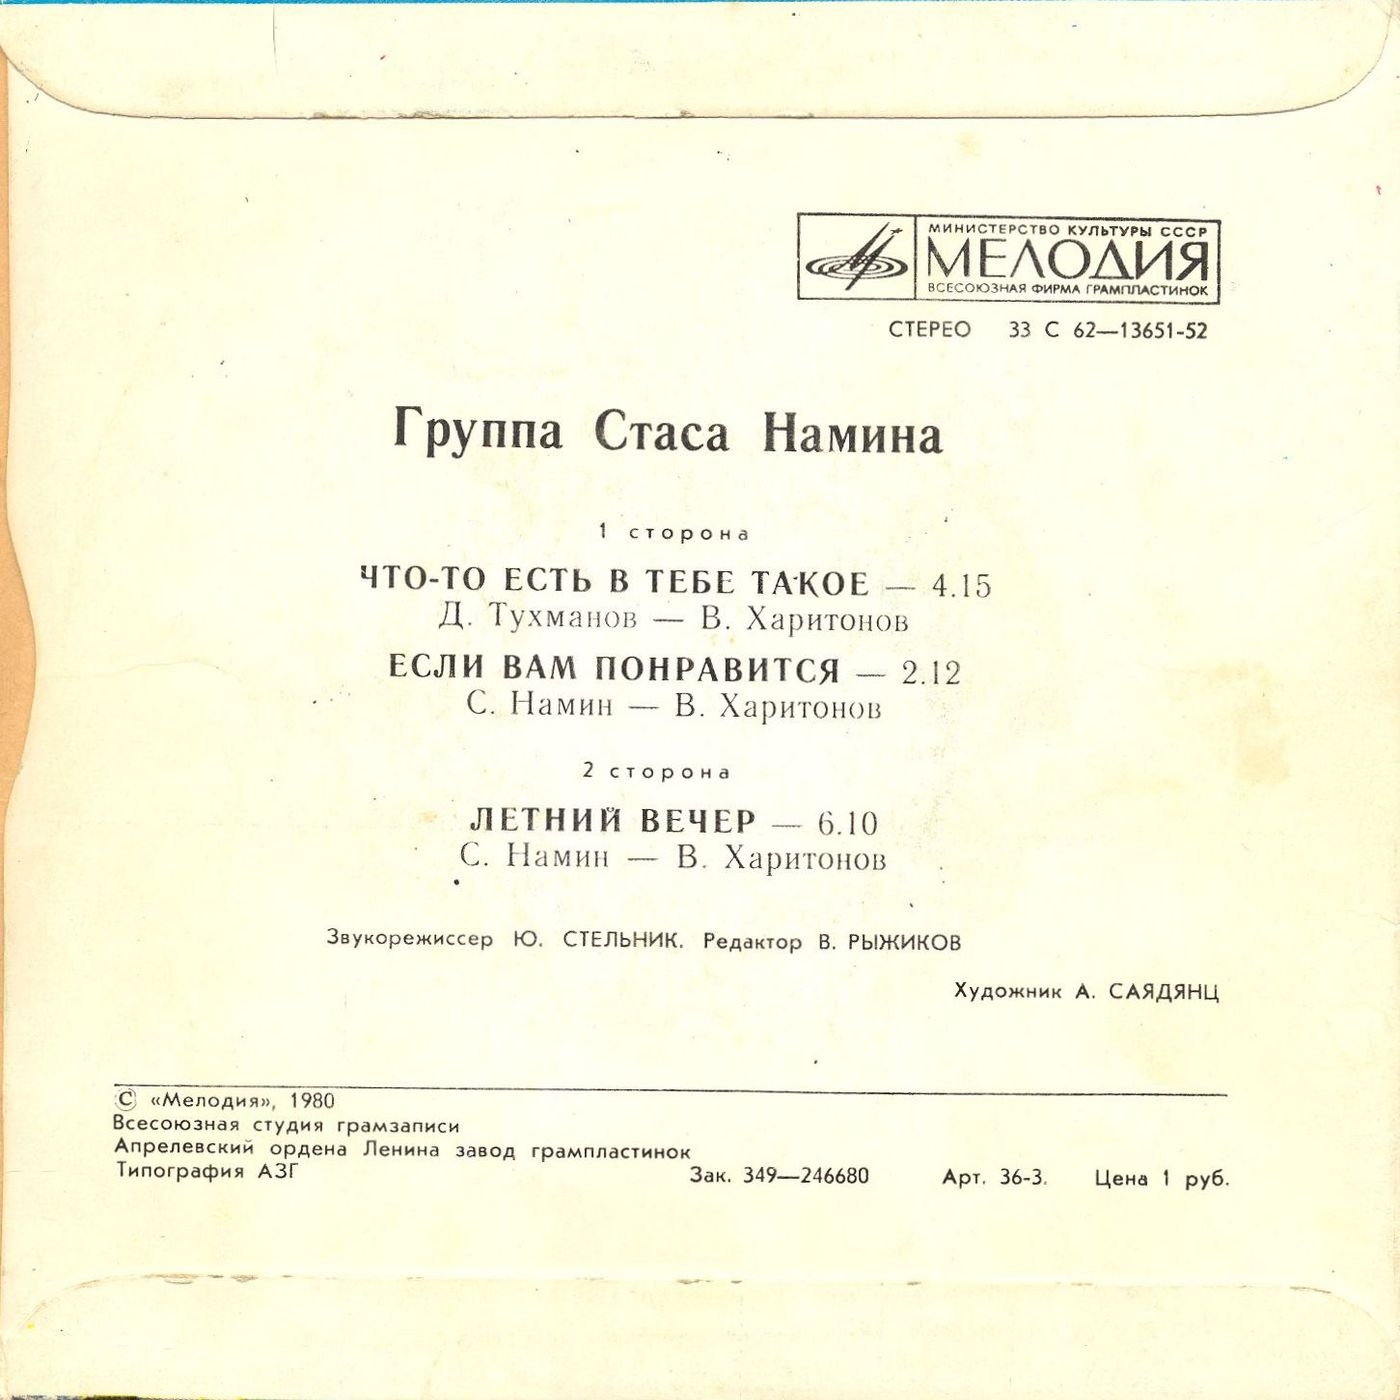 МИНИСТЕРСТВО КУЛЬТУРЫ СССР
МЕЛОДИЯ
ВСЕСОЮЗНАЯ ФИРМА ГРАМПЛАСТИНОК
СТЕРЕО 33 С 62—13651-52
Группа Стаса Намина
1 сторона
ЧТО-ТО ЕСТЬ В ТЕБЕ ТАКОЕ — 4.15
Д. Тухманов — В. Харитонов
ЕСЛИ ВАМ ПОНРАВИТСЯ — 2.12
С. Намин — В. Харитонов
2 сторона
ЛЕТНИЙ ВЕЧЕР — 6.10
С. Намин — В. Харитонов
Звукорежиссер Ю. СТЕЛЬНИК. Редактор В. РЫЖИКОВ
Художник А. САЯДЯНЦ
© «Мелодия», 1980
Всесоюзная студия грамзаписи
Апрелевский ордена Ленина завод грампластинок
Типография АЗГ Зак. 349—246680 Арт. 36-3. Цена 1 руб.